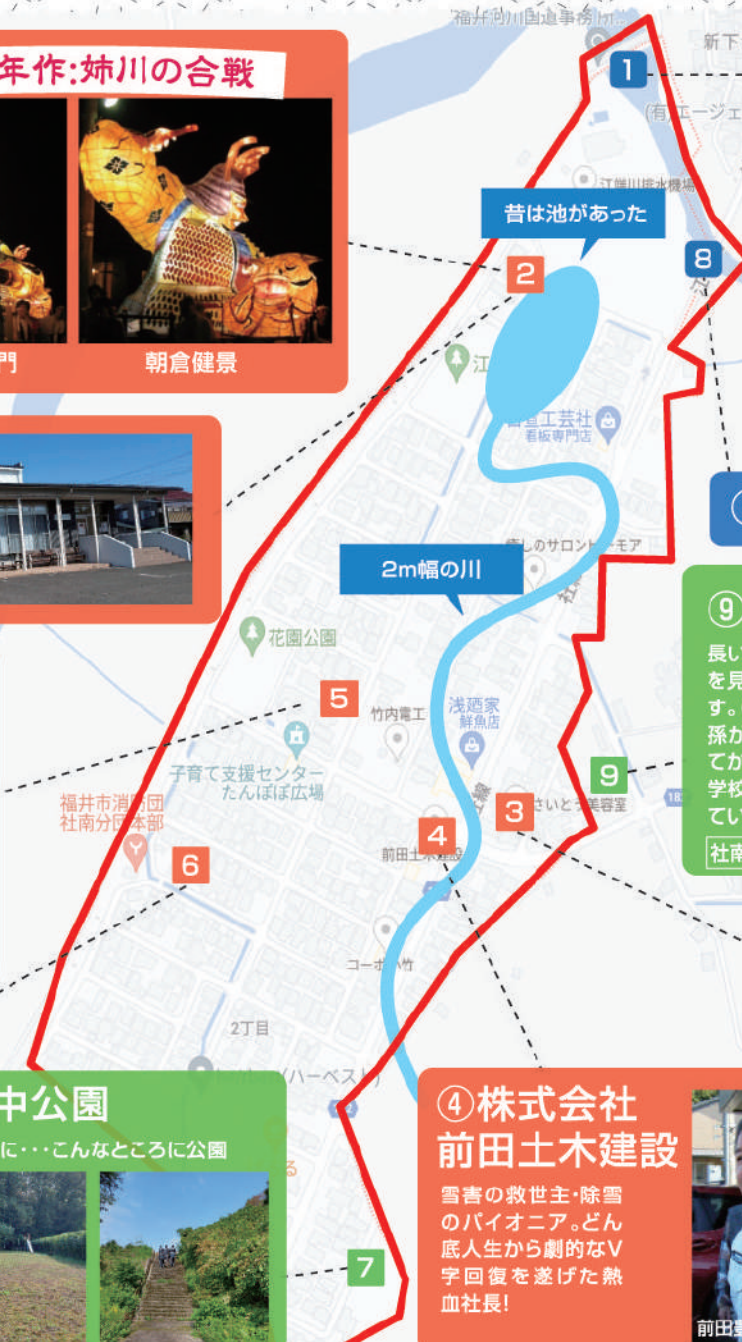 福井河川国道事務所
新下
年作:姉川の合戦
1
(有)エージェ
江端川排水機場
昔は池があった
2
8
江
門
朝倉健景
看板専門店
2m幅の川
花園公園
5
竹内電工
浅廼家
鮮魚店
子育て支援センター
たんぽぽ広場
福井市消防団
社南分団本部
9
3
さいとう美容室
4
前田土木建設
6
コーポ小竹
2丁目
(ハーベスト)
7
⑨
長い
を見
す。
孫か
てか
学校
てい
社南
中公園
に・・・こんなところに公園
る
④株式会社
前田土木建設
雪害の救世主・除雪
のパイオニア。どん
底人生から劇的なV
字回復を遂げた熱
血社長!
前田